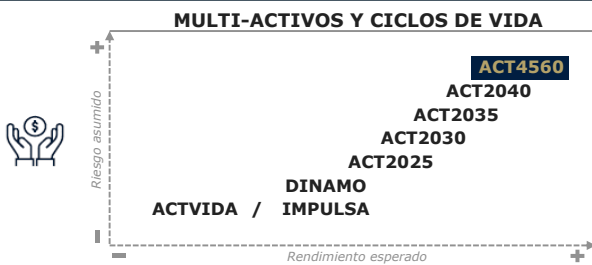 MULTI-ACTIVOS Y CICLOS DE VIDA
+
ACT4560
ACT2040
ACT2035
$
ACT2030
Riesgo asumido
ACT2025
DINAMO
ACTVIDA / IMPULSA
Rendimiento esperado
+